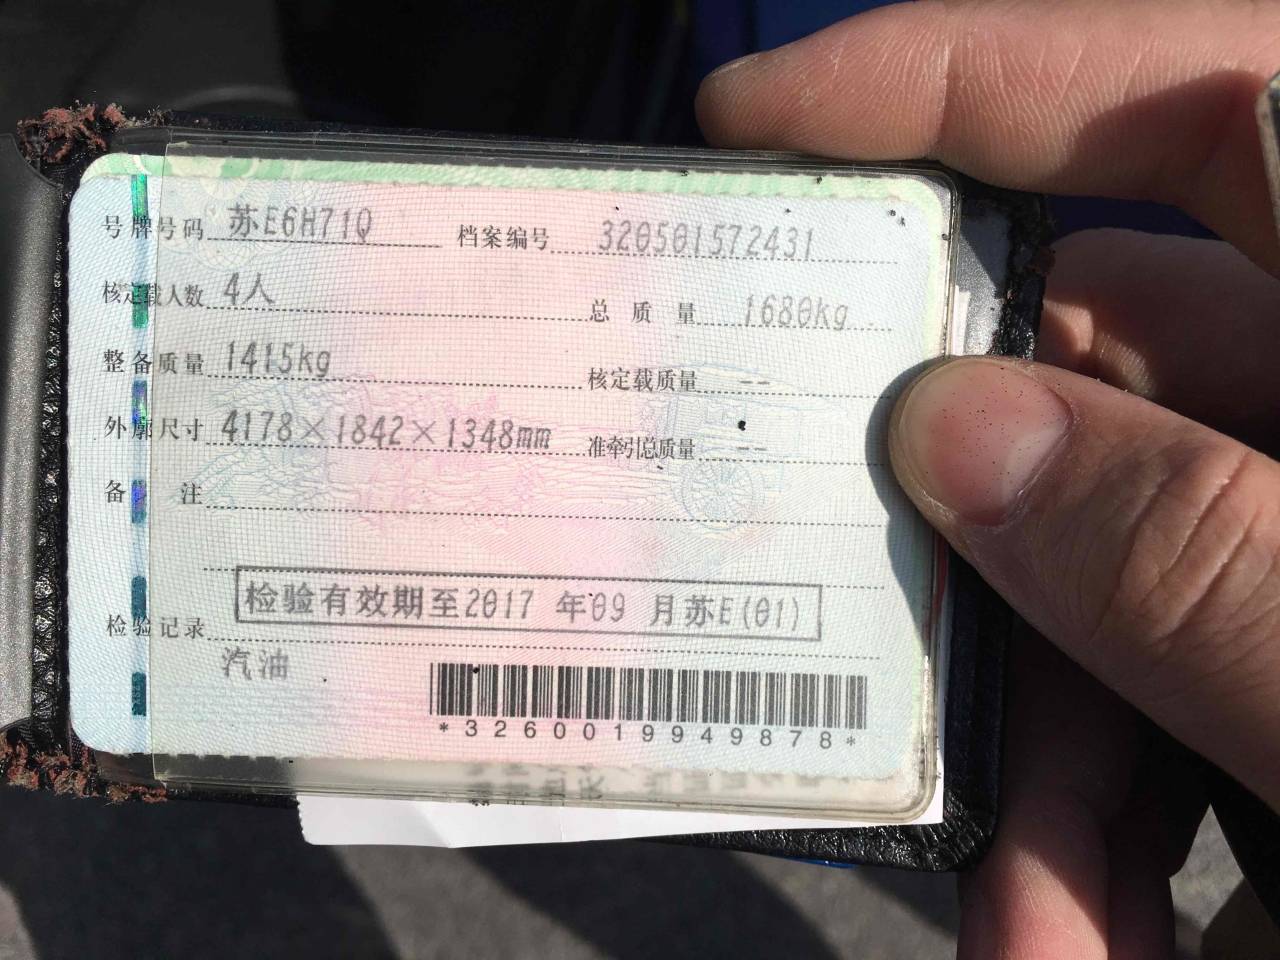 号牌号码 苏E6H71Q 档案编号 320501572431
核定载人数 4人 总质量 1680kg
整备质量 1415kg 核定载质量 --
外廓尺寸 4178×1842×1348mm 准牵引总质量 --
备注
检验有效期至2017 年09 月苏E(01)
检验记录
汽油
*3260019949878*